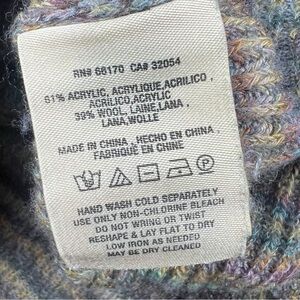 RN# 66170 CA# 32054
61% ACRYLIC, ACRYLIQUE,ACRILICO,
ACRILICO,ACRYLIC
39% WOOL, LAINE,LANA,
LANA,WOLLE
MADE IN CHINA, HECHO EN CHINA,
FABRIQUÉ EN CHINE
P
HAND WASH COLD SEPARATELY
USE ONLY NON-CHLORINE BLEACH
DO NOT WRING OR TWIST
RESHAPE & LAY FLAT TO DRY
LOW IRON AS NEEDED
MAY BE DRY CLEANED